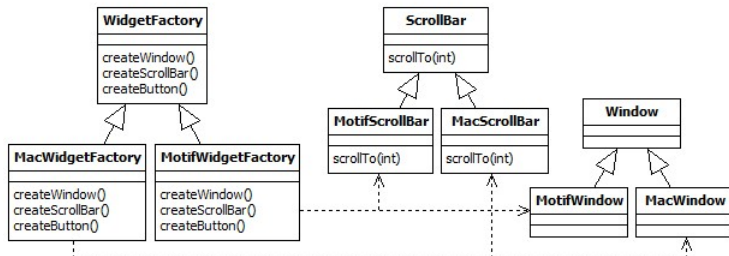 WidgetFactory
createWindow()
createScrollBar()
createButton()
ScrollBar
scrollTo(int)
MacWidgetFactory
createWindow()
createScrollBar()
createButton()
MotifWidgetFactory
createWindow()
createScrollBar()
createButton()
MotifScrollBar
scrollTo(int)
MacScrollBar
scrollTo(int)
Window
MotifWindow
MacWindow